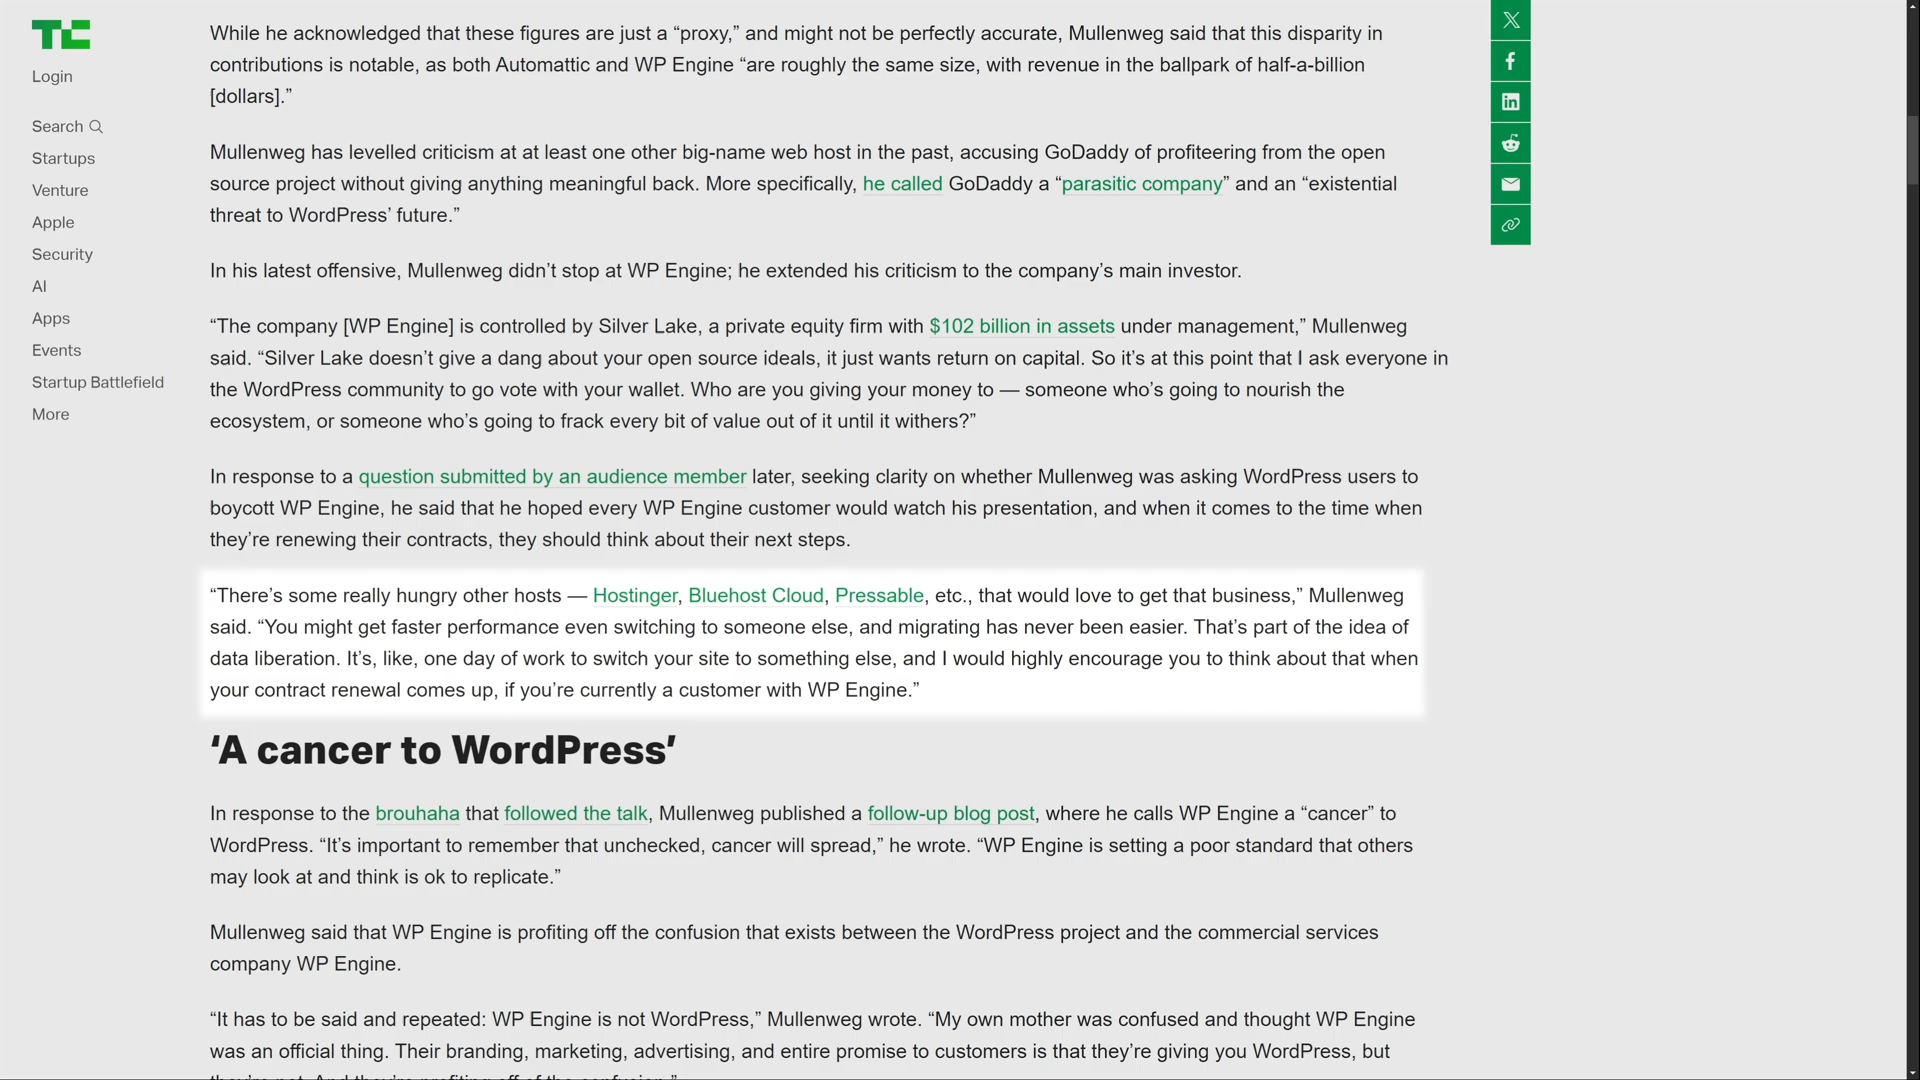 TC
Login
Search
Startups
Venture
Apple
Security
AI
Apps
Events
Startup Battlefield
More
While he acknowledged that these figures are just a “proxy,” and might not be perfectly accurate, Mullenweg said that this disparity in
contributions is notable, as both Automattic and WP Engine “are roughly the same size, with revenue in the ballpark of half-a-billion
[dollars].”
Mullenweg has levelled criticism at at least one other big-name web host in the past, accusing GoDaddy of profiteering from the open
source project without giving anything meaningful back. More specifically, he called GoDaddy a “parasitic company” and an “existential
threat to WordPress’ future.”
In his latest offensive, Mullenweg didn’t stop at WP Engine; he extended his criticism to the company’s main investor.
“The company [WP Engine] is controlled by Silver Lake, a private equity firm with $102 billion in assets under management,” Mullenweg
said. “Silver Lake doesn’t give a dang about your open source ideals, it just wants return on capital. So it’s at this point that I ask everyone in
the WordPress community to go vote with your wallet. Who are you giving your money to — someone who’s going to nourish the
ecosystem, or someone who’s going to frack every bit of value out of it until it withers?”
In response to a question submitted by an audience member later, seeking clarity on whether Mullenweg was asking WordPress users to
boycott WP Engine, he said that he hoped every WP Engine customer would watch his presentation, and when it comes to the time when
they’re renewing their contracts, they should think about their next steps.
“There’s some really hungry other hosts — Hostinger, Bluehost Cloud, Pressable, etc., that would love to get that business,” Mullenweg
said. “You might get faster performance even switching to someone else, and migrating has never been easier. That’s part of the idea of
data liberation. It’s, like, one day of work to switch your site to something else, and I would highly encourage you to think about that when
your contract renewal comes up, if you’re currently a customer with WP Engine.”
‘A cancer to WordPress’
In response to the brouhaha that followed the talk, Mullenweg published a follow-up blog post, where he calls WP Engine a “cancer” to
WordPress. “It’s important to remember that unchecked, cancer will spread,” he wrote. “WP Engine is setting a poor standard that others
may look at and think is ok to replicate.”
Mullenweg said that WP Engine is profiting off the confusion that exists between the WordPress project and the commercial services
company WP Engine.
“It has to be said and repeated: WP Engine is not WordPress,” Mullenweg wrote. “My own mother was confused and thought WP Engine
was an official thing. Their branding, marketing, advertising, and entire promise to customers is that they’re giving you WordPress, but
they’re not. And they’re profiting off of the confusion.”